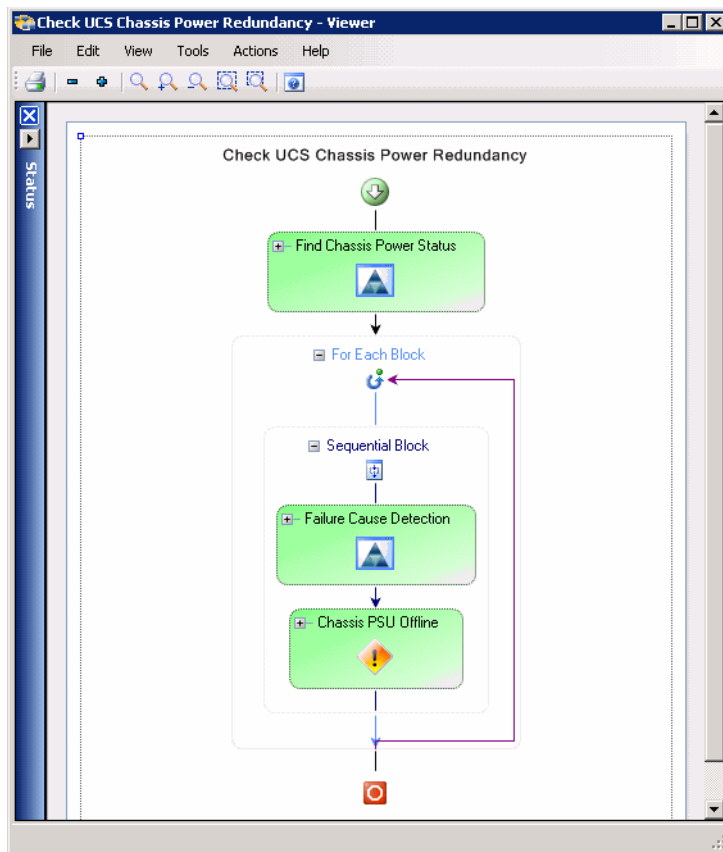 Check UCS Chassis Power Redundancy - Viewer
File Edit View Tools Actions Help
Status
Check UCS Chassis Power Redundancy
Find Chassis Power Status
For Each Block
Sequential Block
Failure Cause Detection
Chassis PSU Offline